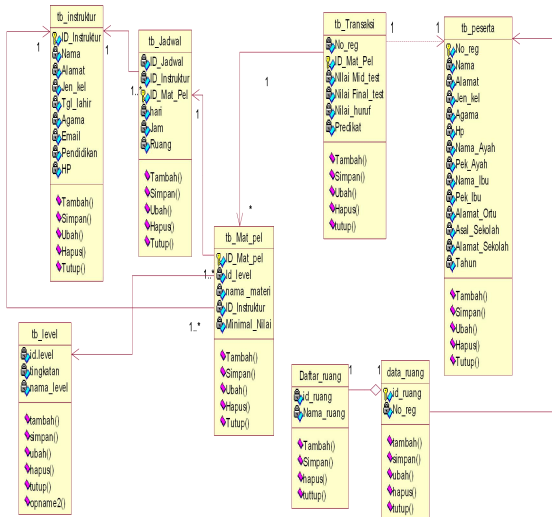 tb_instruktur
ID_Instruktur
Nama
Alamat
Jen_kel
Tgl_lahir
Agama
Email
Pendidikan
HP
Tambah()
Simpan()
Ubah()
Hapus()
Tutup()
1
1
tb_Jadwal
ID_Jadwal
ID_Instruktur
ID_Mat_Pel
hari
Jam
Ruang
Tambah()
Simpan()
Ubah()
Hapus()
Tutup()
1..*
1
tb_Transaksi
No_reg
ID_Mat_Pel
Nilai Mid_test
Nilai Final_test
Nilai_huruf
Predikat
Tambah()
Simpan()
Ubah()
Hapus()
tutup()
1
1
1
*
tb_peserta
No_reg
Nama
Alamat
Jen_kel
Agama
Hp
Nama_Ayah
Pek_Ayah
Nama_Ibu
Pek_Ibu
Alamat_Ortu
Asal_Sekolah
Alamat_Sekolah
Tahun
Tambah()
Simpan()
Ubah()
Hapus()
Tutup()
tb_Mat_pel
ID_Mat_pel
Id_level
nama_materi
ID_Instruktur
Minimal_Nilai
Tambah()
Simpan()
Ubah()
Hapus()
Tutup()
1..*
1..*
tb_level
id.level
tingkatan
nama_level
tambah()
simpan()
ubah()
hapus()
tutup()
opname2()
Daftar_ruang
id_ruang
Nama_ruang
Tambah()
Simpan()
hapus()
tuttup()
1
1
data_ruang
id_ruang
No_reg
tambah()
simpan()
ubah()
hapus()
tutup()